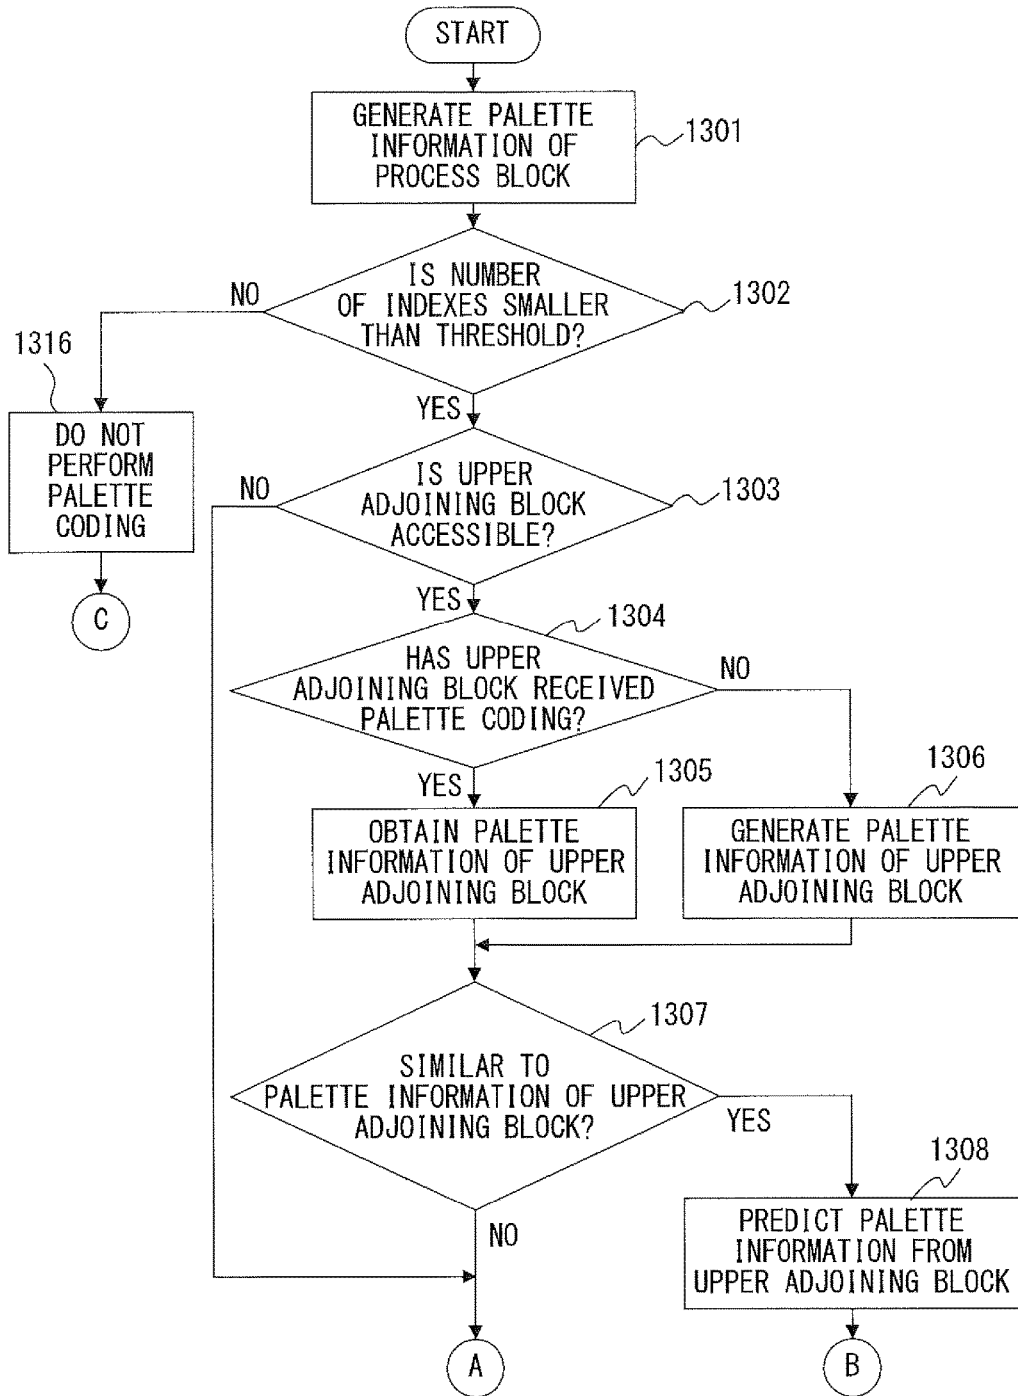 START
GENERATE PALETTE
INFORMATION OF
PROCESS BLOCK
1301
IS NUMBER
OF INDEXES SMALLER
THAN THRESHOLD?
1302
NO
YES
1316
DO NOT
PERFORM
PALETTE
CODING
C
IS UPPER
ADJOINING BLOCK
ACCESSIBLE?
1303
NO
YES
HAS UPPER
ADJOINING BLOCK RECEIVED
PALETTE CODING?
1304
NO
YES
OBTAIN PALETTE
INFORMATION OF UPPER
ADJOINING BLOCK
1305
GENERATE PALETTE
INFORMATION OF UPPER
ADJOINING BLOCK
1306
SIMILAR TO
PALETTE INFORMATION OF UPPER
ADJOINING BLOCK?
1307
YES
NO
PREDICT PALETTE
INFORMATION FROM
UPPER ADJOINING BLOCK
1308
A
B